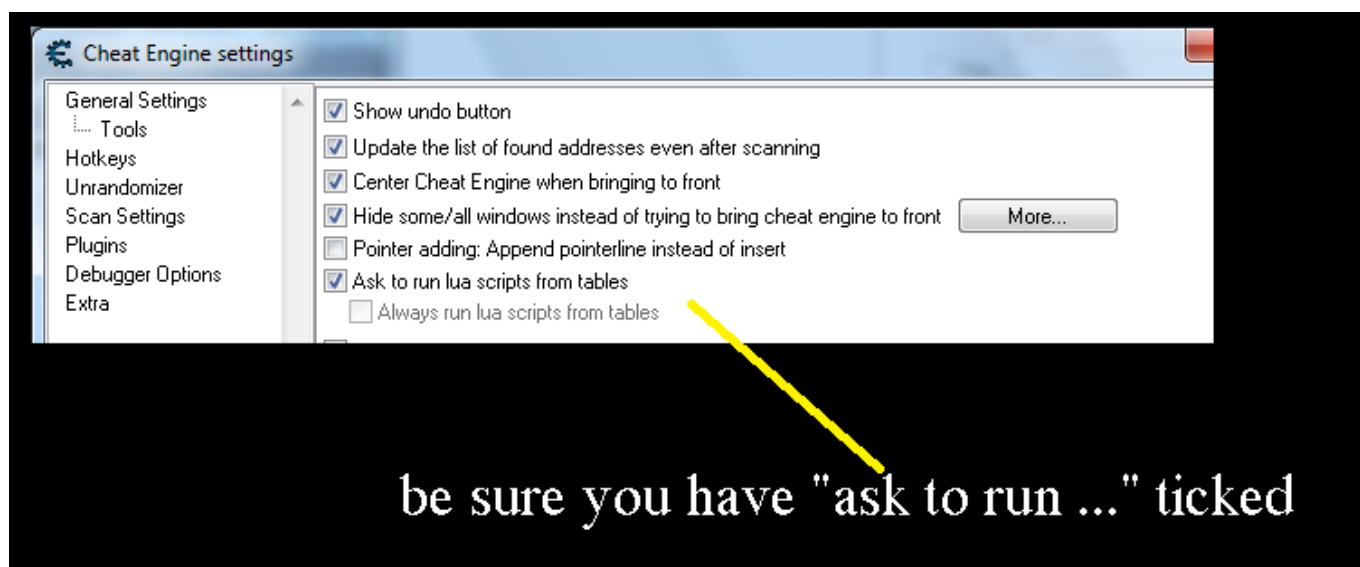 Cheat Engine settings
General Settings
Tools
Hotkeys
Unrandomizer
Scan Settings
Plugins
Debugger Options
Extra
Show undo button
Update the list of found addresses even after scanning
Center Cheat Engine when bringing to front
Hide some/all windows instead of trying to bring cheat engine to front More...
Pointer adding: Append pointerline instead of insert
Ask to run lua scripts from tables
Always run lua scripts from tables
be sure you have "ask to run ..." ticked